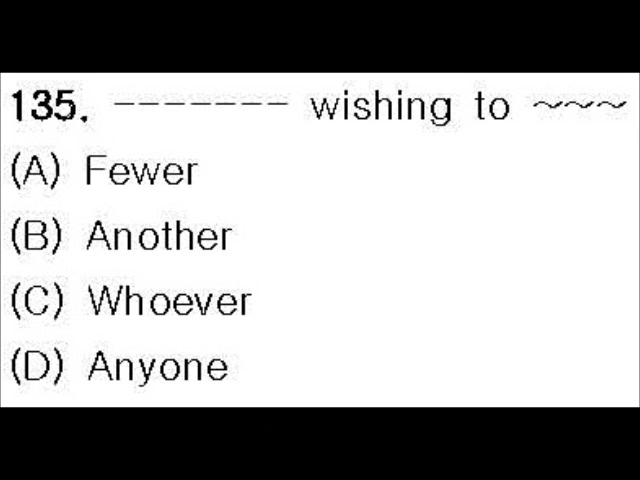 135. ------- wishing to ~~~
(A) Fewer
(B) Another
(C) Whoever
(D) Anyone